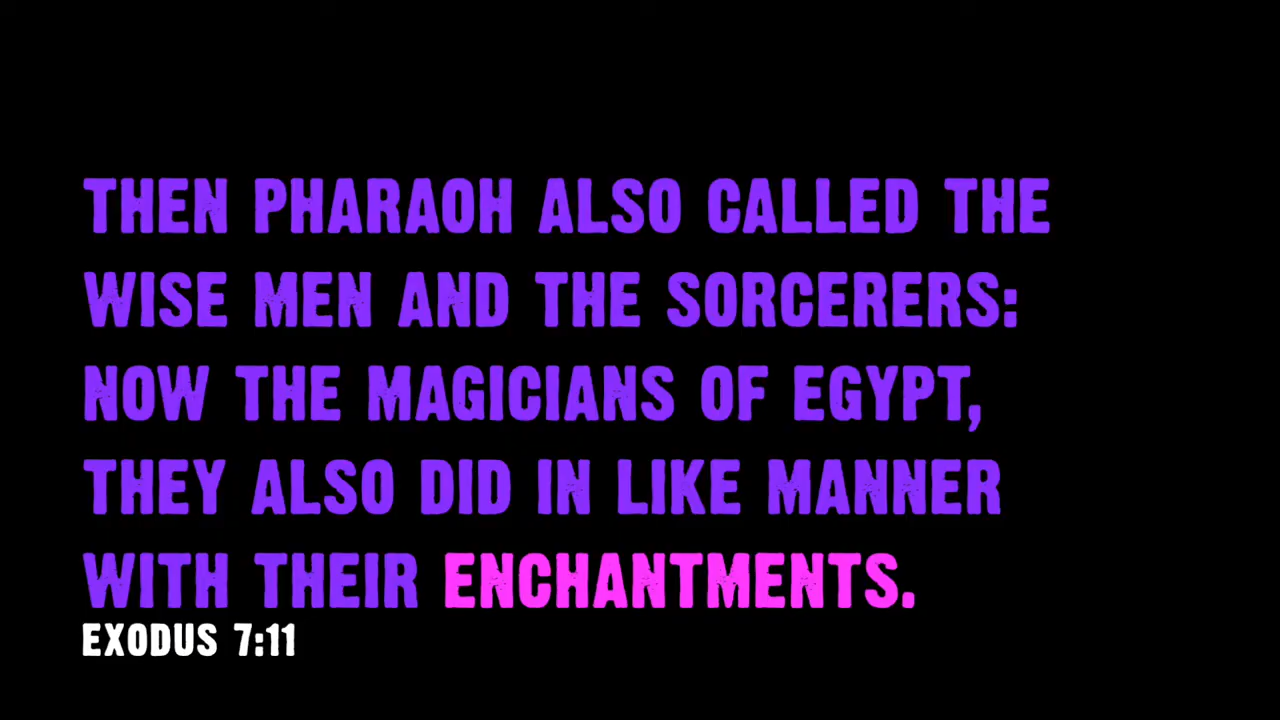 THEN PHARAOH ALSO CALLED THE
WISE MEN AND THE SORCERERS:
NOW THE MAGICIANS OF EGYPT,
THEY ALSO DID IN LIKE MANNER
WITH THEIR ENCHANTMENTS.
EXODUS 7:11